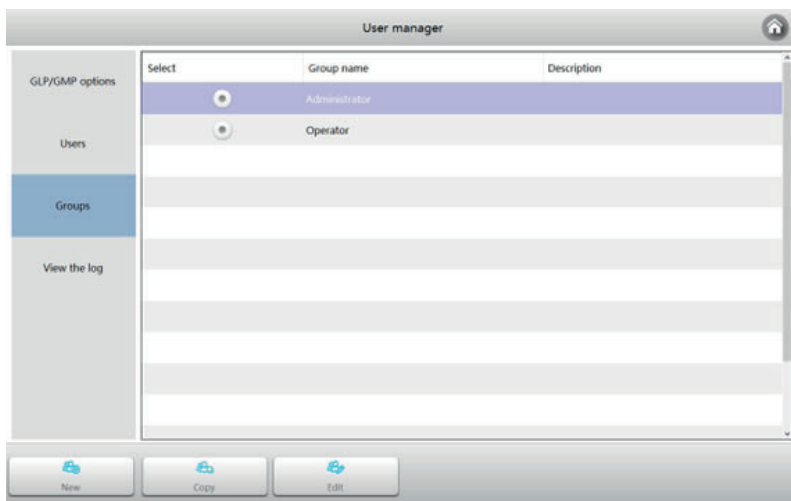 User manager
GLP/GMP options
Users
Groups
View the log
Select Group name Description
Administrator
Operator
New Copy Edit